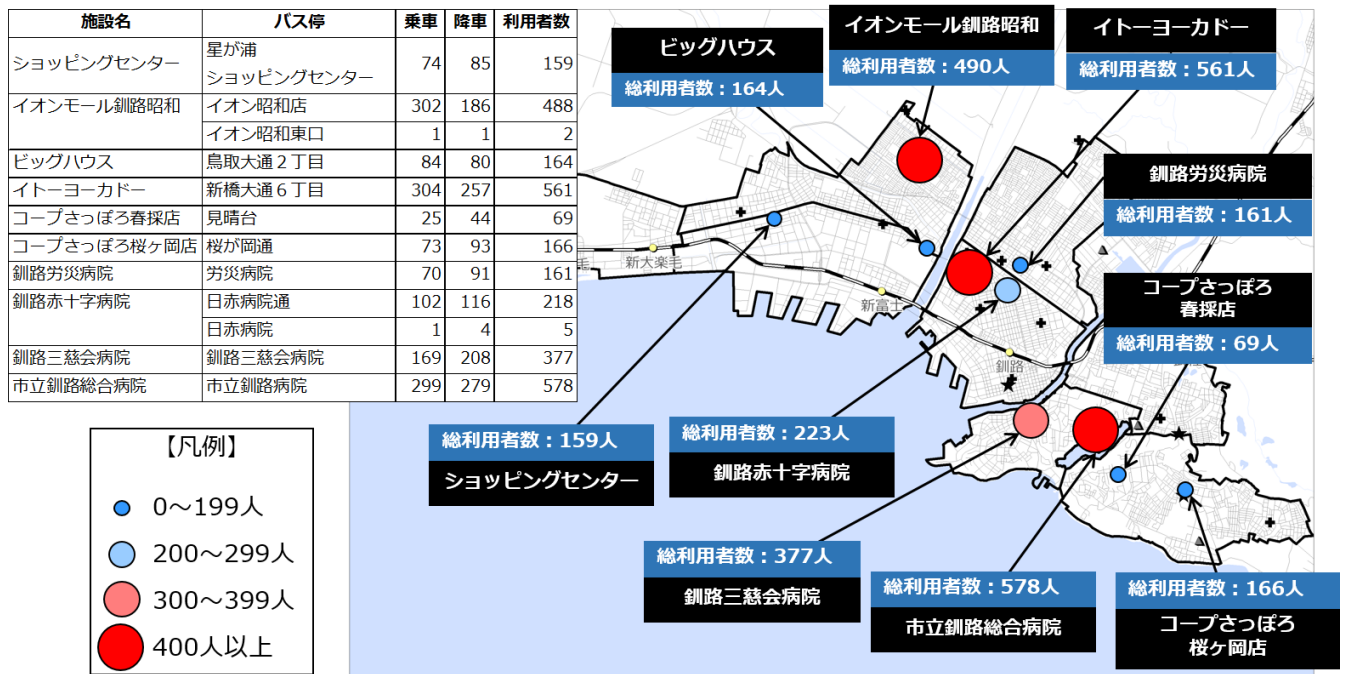 施設名 バス停 乗車 降車 利用者数
ショッピングセンター 星が浦
ショッピングセンター 74 85 159
イオンモール釧路昭和 イオン昭和店 302 186 488
イオン昭和東口 1 1 2
ビッグハウス 鳥取大通2丁目 84 80 164
イトーヨーカドー 新橋大通6丁目 304 257 561
コープさっぽろ春採店 見晴台 25 44 69
コープさっぽろ桜ヶ岡店 桜が岡通 73 93 166
釧路労災病院 労災病院 70 91 161
釧路赤十字病院 日赤病院通 102 116 218
日赤病院 1 4 5
釧路三慈会病院 釧路三慈会病院 169 208 377
市立釧路総合病院 市立釧路病院 299 279 578
ビッグハウス
総利用者数:164人
イオンモール釧路昭和
総利用者数:490人
イトーヨーカドー
総利用者数:561人
釧路労災病院
総利用者数:161人
コープさっぽろ
春採店
総利用者数:69人
新大楽毛
新富士
釧路
総利用者数:159人
ショッピングセンター
総利用者数:223人
釧路赤十字病院
総利用者数:377人
釧路三慈会病院
総利用者数:578人
市立釧路総合病院
総利用者数:166人
コープさっぽろ
桜ヶ岡店
【凡例】
0~199人
200~299人
300~399人
400人以上